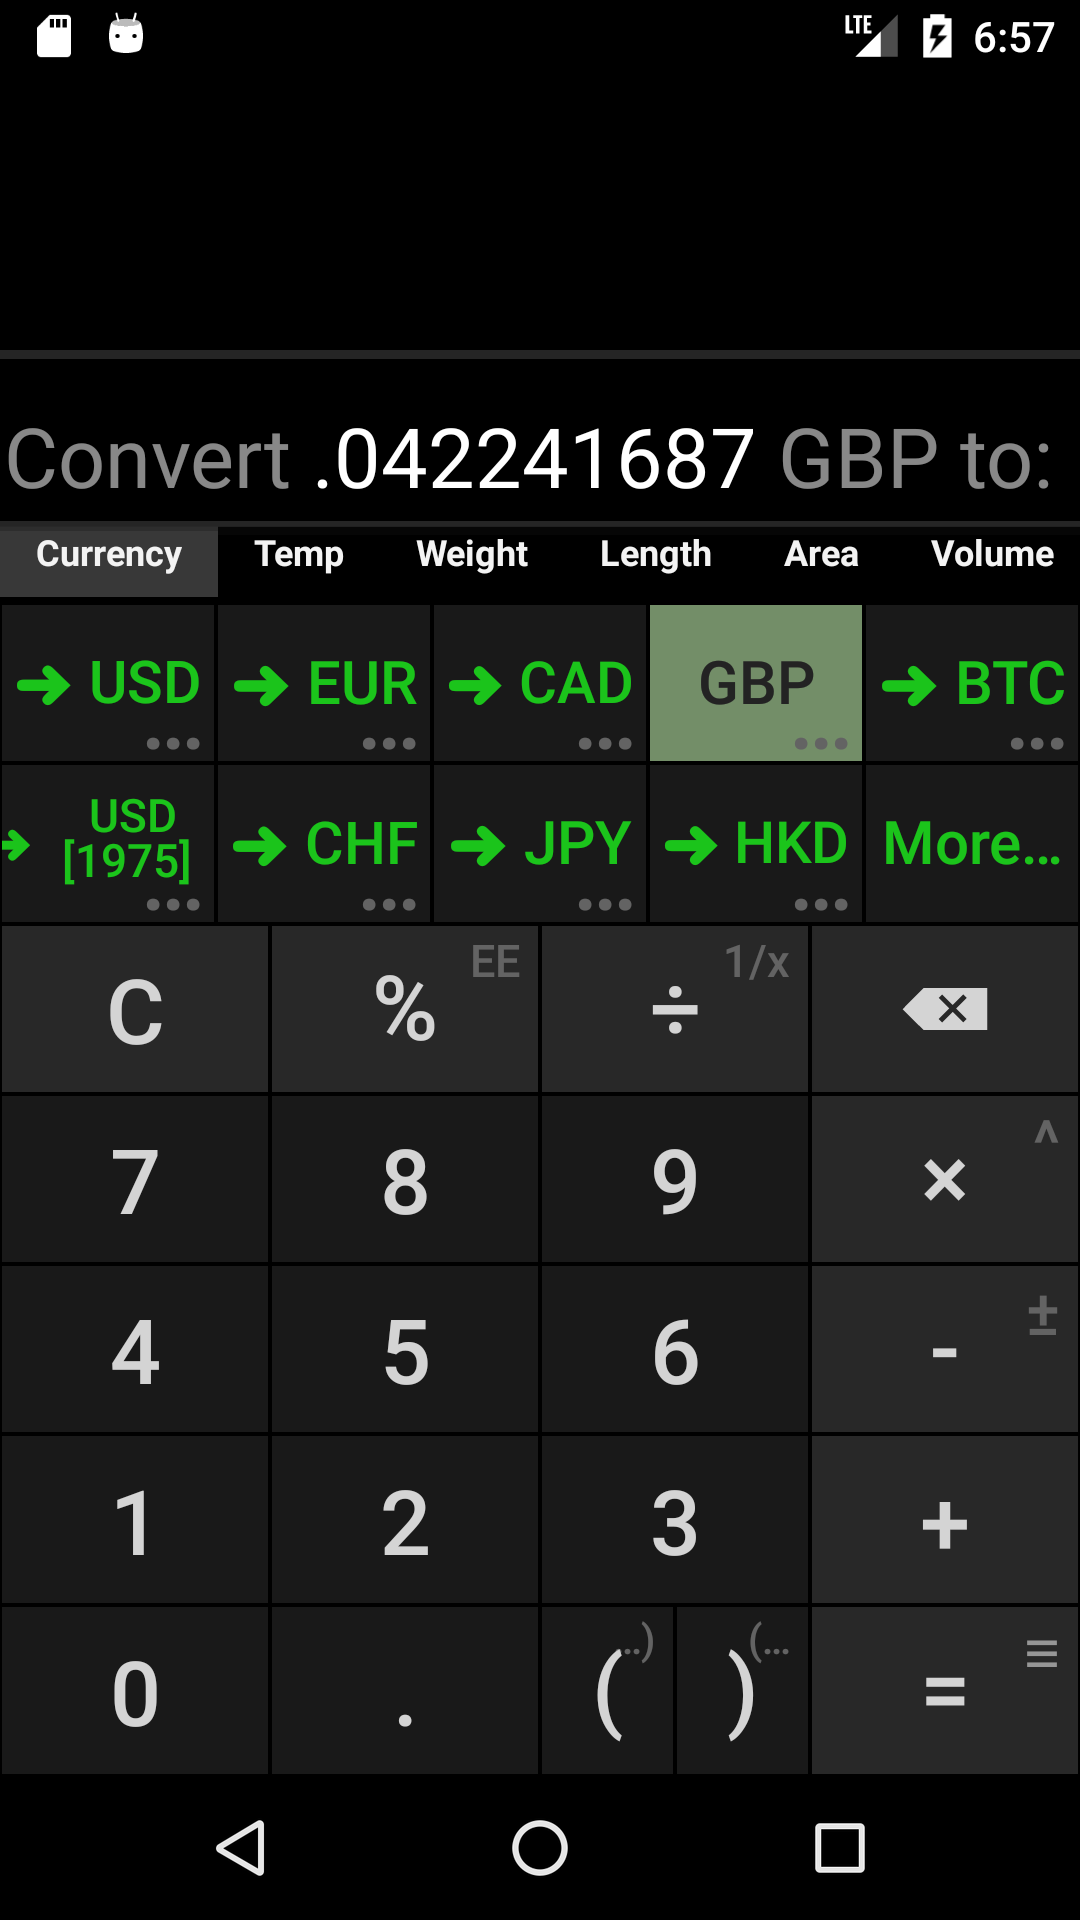 LTE 6:57
Convert .042241687 GBP to:
Currency Temp Weight Length Area Volume
USD EUR CAD GBP BTC
USD [1975] CHF JPY HKD More...
C % EE ÷ 1/x
7 8 9 × ^
4 5 6 - ±
1 2 3 +
0 . ( ..) ) (... =